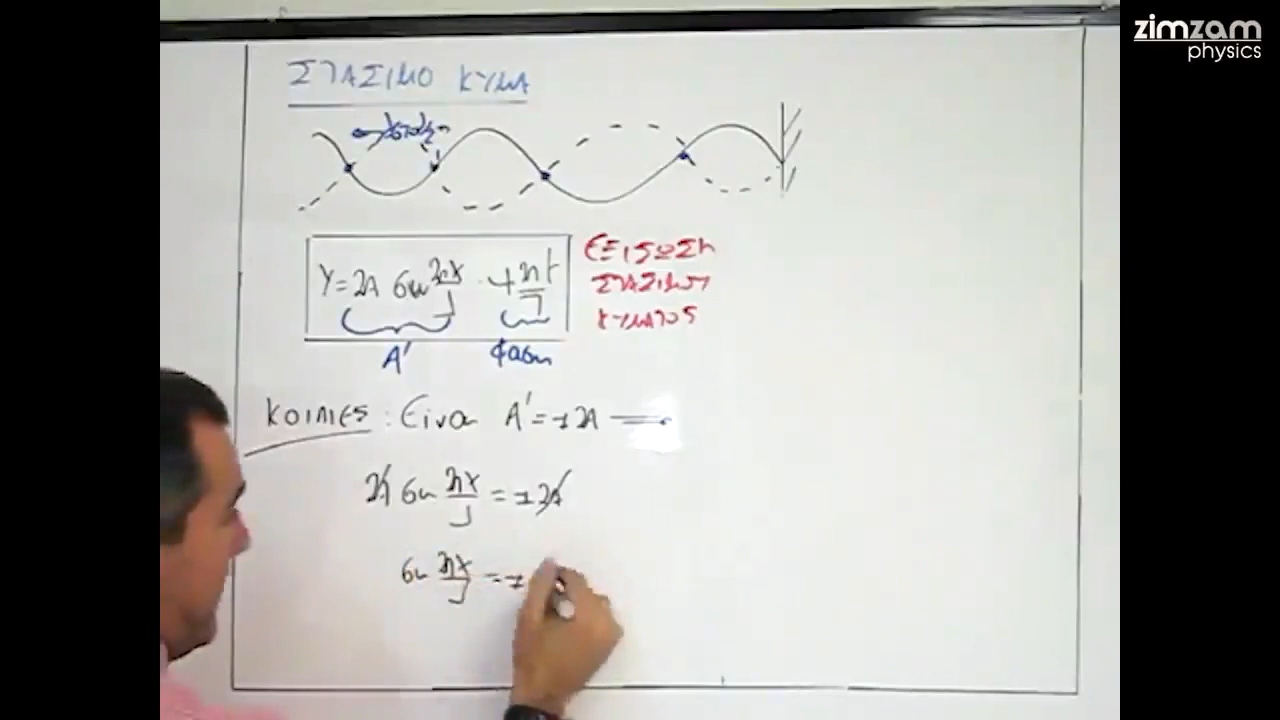 zimzam
physics
ΣΤΑΣΙΜΟ ΚΥΜΑ
Y = 2A συν 2πx/λ · ημ 2πt/T
ΕΞΙΣΩΣΗ
ΣΤΑΣΙΜΟΥ
ΚΥΜΑΤΟΣ
A' φάση
ΚΟΙΛΙΕΣ : Είναι A' = ±2A ⇒
2A συν 2πx/λ = ±2A
συν 2πx/λ = ±